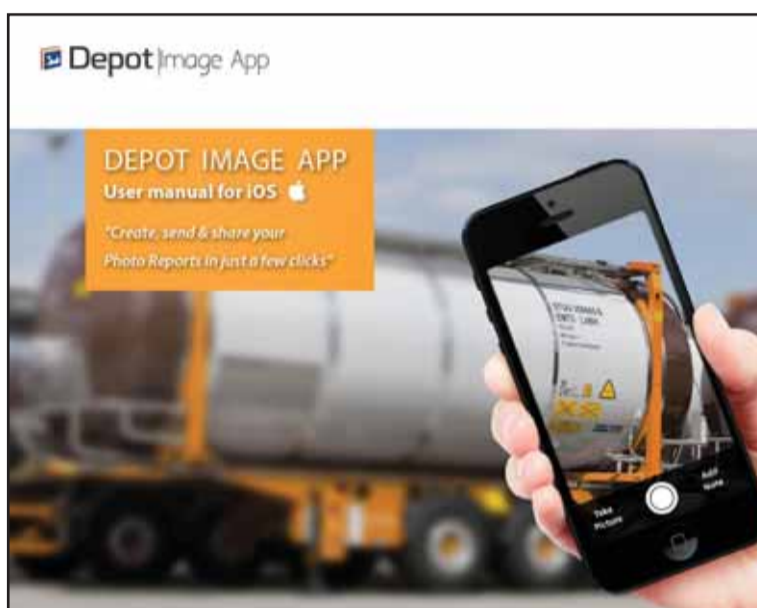 Depot Image App
DEPOT IMAGE APP
User manual for iOS
"Create, send & share your
Photo Reports in just a few clicks"
Take
Picture
Add
Note